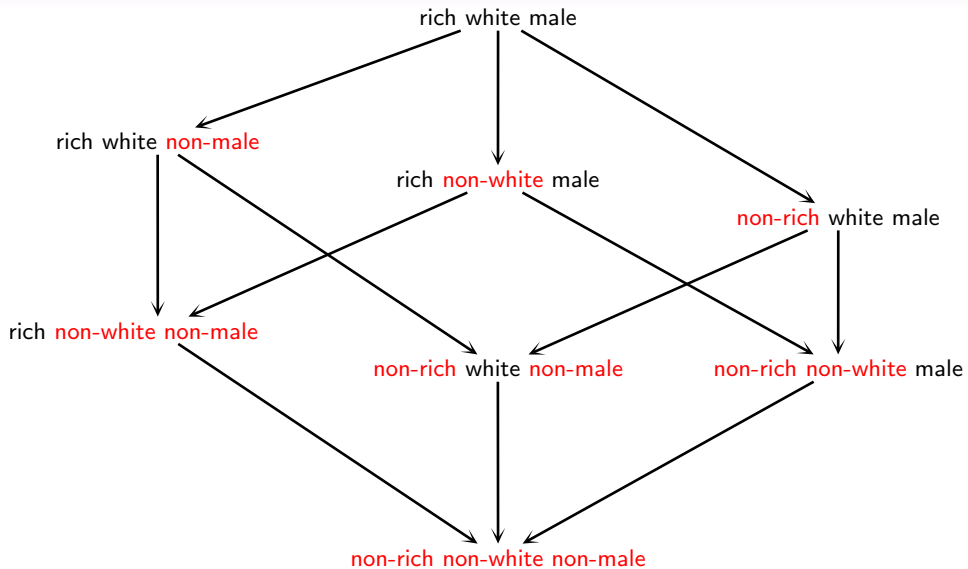 rich white male
rich white non-male
rich non-white male
non-rich white male
rich non-white non-male
non-rich white non-male
non-rich non-white male
non-rich non-white non-male